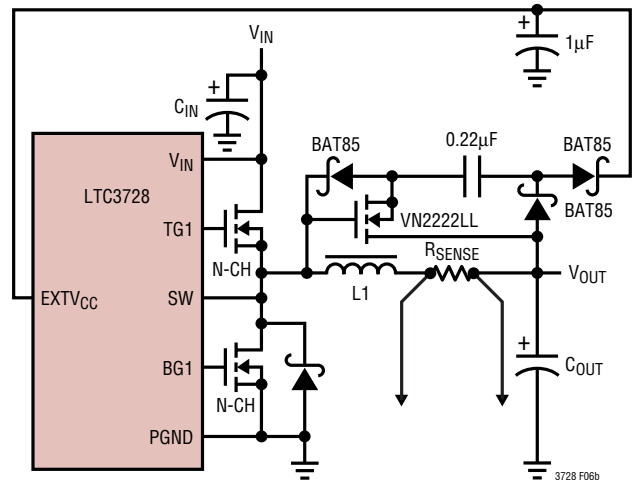 V_IN
+
1μF
+
C_IN
BAT85
0.22μF
V_IN
LTC3728
BAT85
TG1
VN2222LL
N-CH
R_SENSE
V_OUT
L1
EXTV_CC
SW
+
C_OUT
BG1
N-CH
PGND
3728 F06b